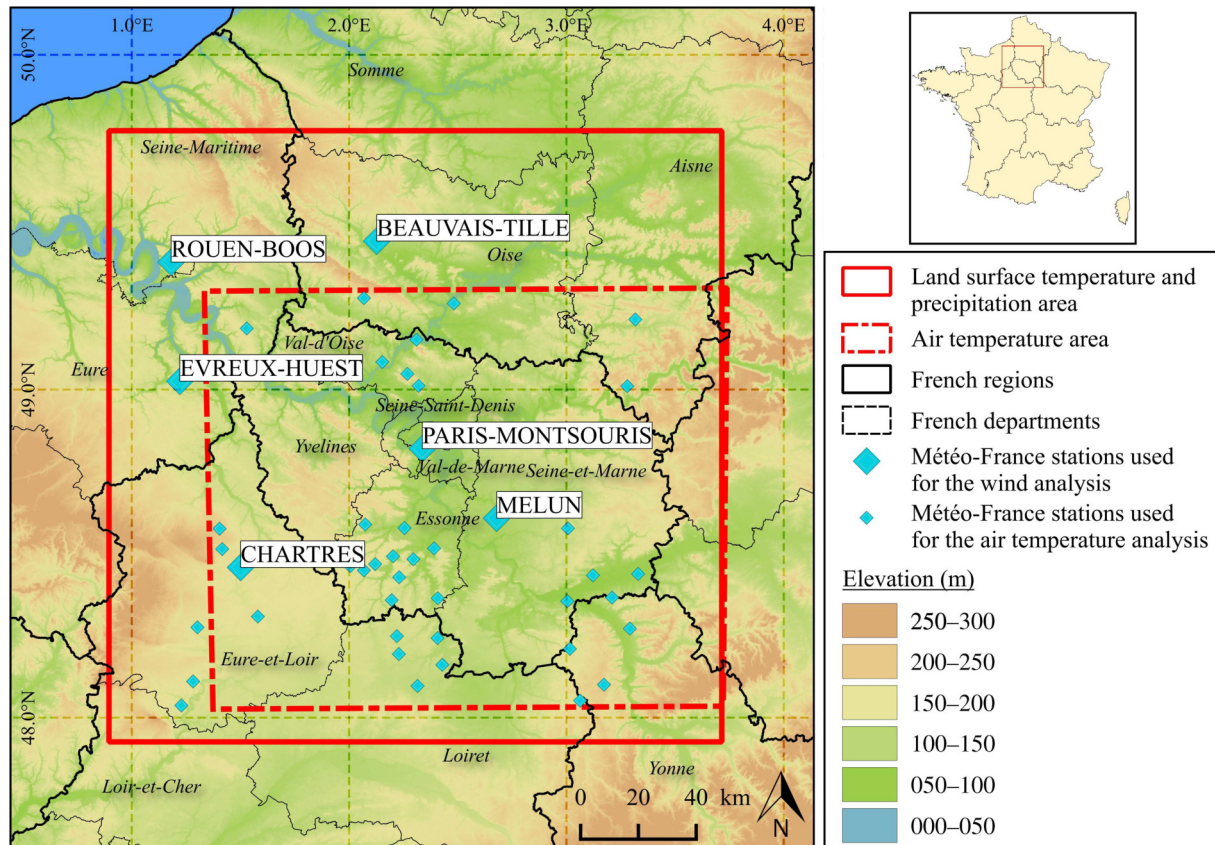 1.0°E
2.0°E
3.0°E
4.0°E
50.0°N
Somme
Seine-Maritime
Aisne
BEAUVAIS-TILLE
ROUEN-BOOS
Oise
Val-d'Oise
Eure
EVREUX-HUEST
49.0°N
Seine-Saint-Denis
Yvelines
PARIS-MONTSOURIS
Val-de-Marne
Seine-et-Marne
MELUN
Essonne
CHARTRES
Eure-et-Loir
48.0°N
Loiret
Yonne
Loir-et-Cher
0 20 40 km
N
Land surface temperature and
precipitation area
Air temperature area
French regions
French departments
Météo-France stations used
for the wind analysis
Météo-France stations used
for the air temperature analysis
Elevation (m)
250–300
200–250
150–200
100–150
050–100
000–050